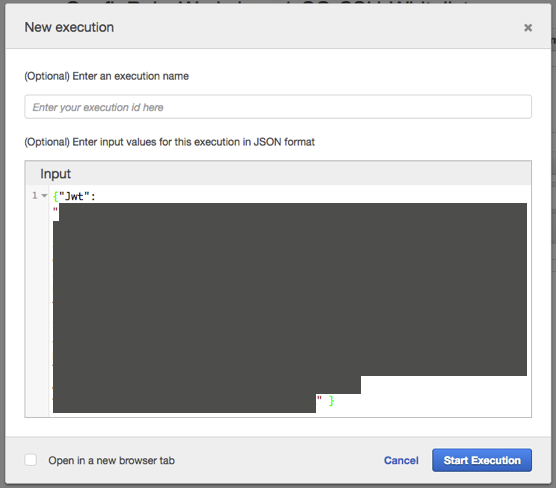 New execution
×
(Optional) Enter an execution name
Enter your execution id here
(Optional) Enter input values for this execution in JSON format
Input
1 {"Jwt":
"
" }
Open in a new browser tab
Cancel
Start Execution